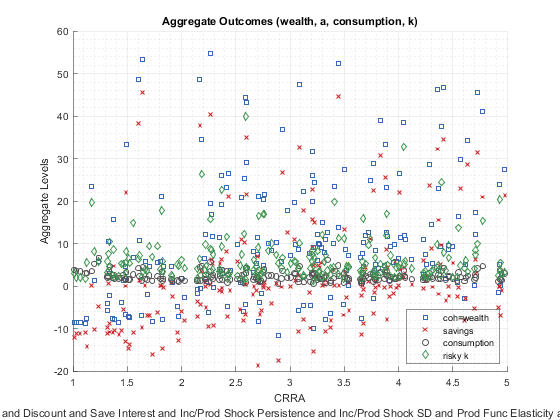 Aggregate Outcomes (wealth, a, consumption, k)
60
50
40
30
20
10
0
-10
-20
Aggregate Levels
1
1.5
2
2.5
3
3.5
4
4.5
5
CRRA
coh=wealth
savings
consumption
risky k
and Discount and Save Interest and Inc/Prod Shock Persistence and Inc/Prod Shock SD and Prod Func Elasticity